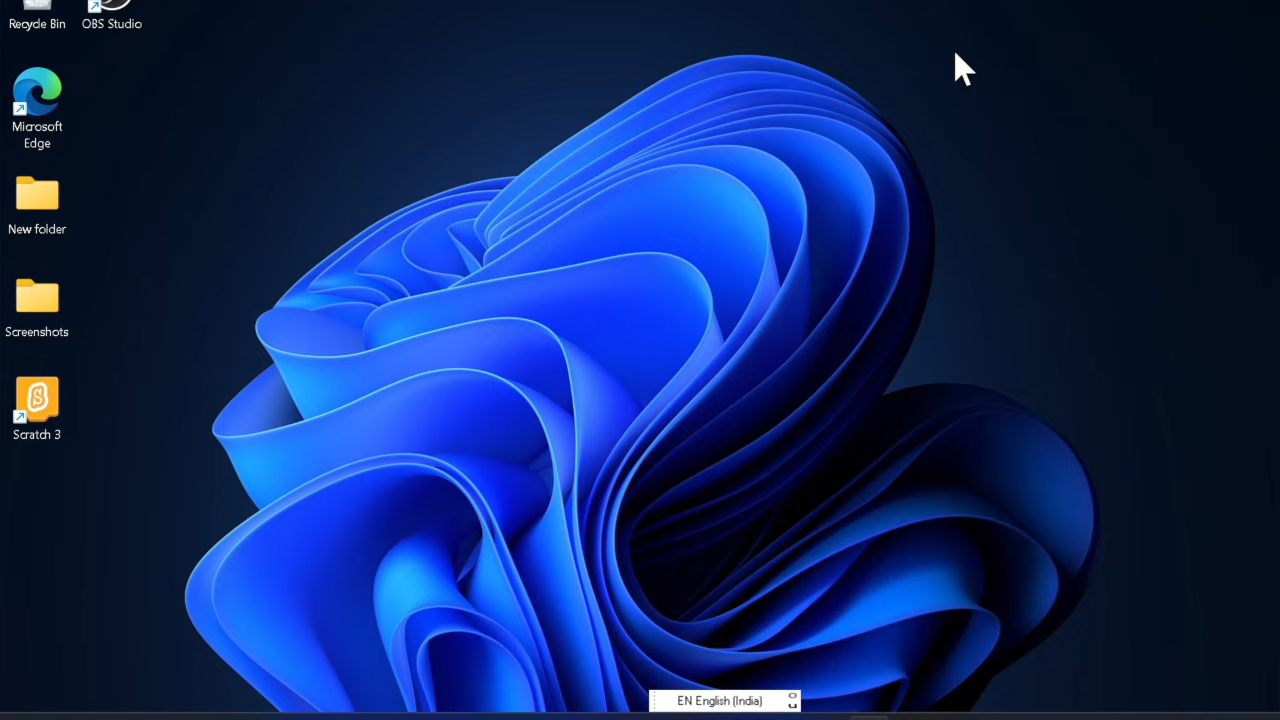 Recycle Bin
OBS Studio
Microsoft
Edge
New folder
Screenshots
Scratch 3
EN English (India)